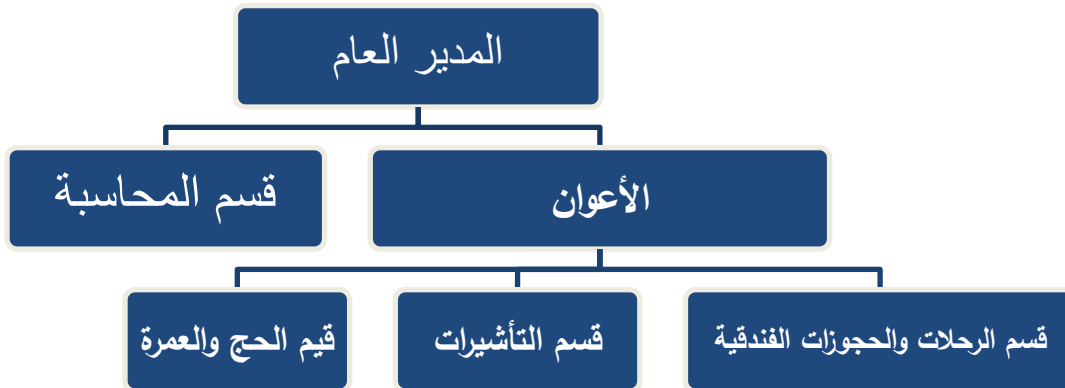 المدير العام
الأعوان
قسم المحاسبة
قسم الرحلات والحجوزات الفندقية
قسم التأشيرات
قيم الحج والعمرة